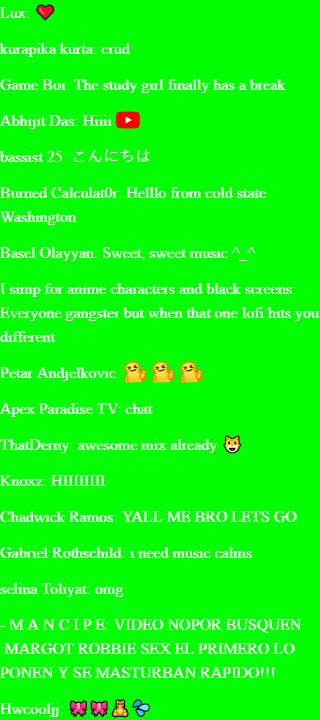 Lux: ❤️
kurapika kurta: crud
Game Boi: The study girl finally has a break
Abhijit Das: Hiiii
bassist 25: こんにちは
Burned Calculat0r: Helllo from cold state
Washington
Basel Olayyan: Sweet, sweet music ^_^
I simp for anime characters and black screens:
Everyone gangster but when that one lofi hits you
different
Petar Andjelkovic:
Apex Paradise TV: chat
ThatDerny: awesome mix already 😺
Knoxz: HIIIIIIII
Chadwick Ramos: YALL ME BRO LETS GO
Gabriel Rothschild: i need music calms
selina Toliyat: omg
- M A N C I P E: VIDEO NOPOR BUSQUEN
:MARGOT ROBBIE SEX EL PRIMERO LO
PONEN Y SE MASTURBAN RAPIDO!!!
Hwcooljj: 🎀🎀🧸💦